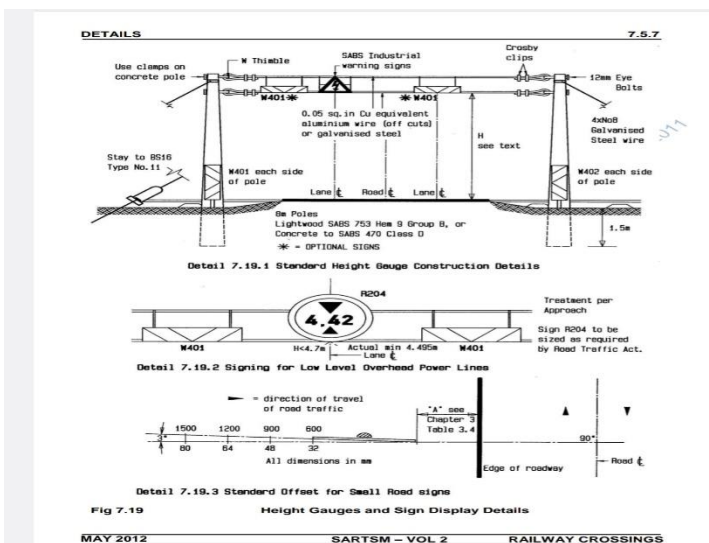 DETAILS 7.5.7
Use clamps on
concrete pole
W Thimble
SABS Industrial
warning signs
Crosby
clips
12mm Eye
Bolts
W401*
*W401
0.05 sq.in Cu equivalent
aluminium wire (off cuts)
or galvanised steel
H
see text
4xNo8
Galvanised
Steel wire
Stay to BS16
Type No.11
W401 each side
of pole
W402 each side
of pole
Lane ℄ Road ℄ Lane ℄
8m Poles
Lightwood SABS 753 Hem 9 Group B, or
Concrete to SABS 470 Class D
* = OPTIONAL SIGNS
1.5m
Detail 7.19.1 Standard Height Gauge Construction Details
R204
4.42
Treatment per
Approach
Sign R204 to be
sized as required
by Road Traffic Act.
W401 H<4.7m Actual min 4.495m W401
Lane ℄
Detail 7.19.2 Signing for Low Level Overhead Power Lines
= direction of travel
of road traffic
"A" see
Chapter 3
Table 3.4
1500 1200 900 600
3°
80 64 48 32
All dimensions in mm
90°
Edge of roadway
Road ℄
Detail 7.19.3 Standard Offset for Small Road signs
Fig 7.19 Height Gauges and Sign Display Details
MAY 2012 SARTSM – VOL 2 RAILWAY CROSSINGS